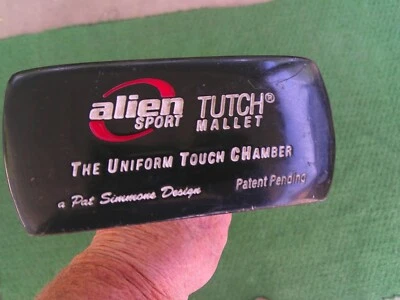 alien TUTCH®
SPORT MALLET
THE UNIFORM TOUCH CHAMBER
a Pat Simmons Design Patent Pending